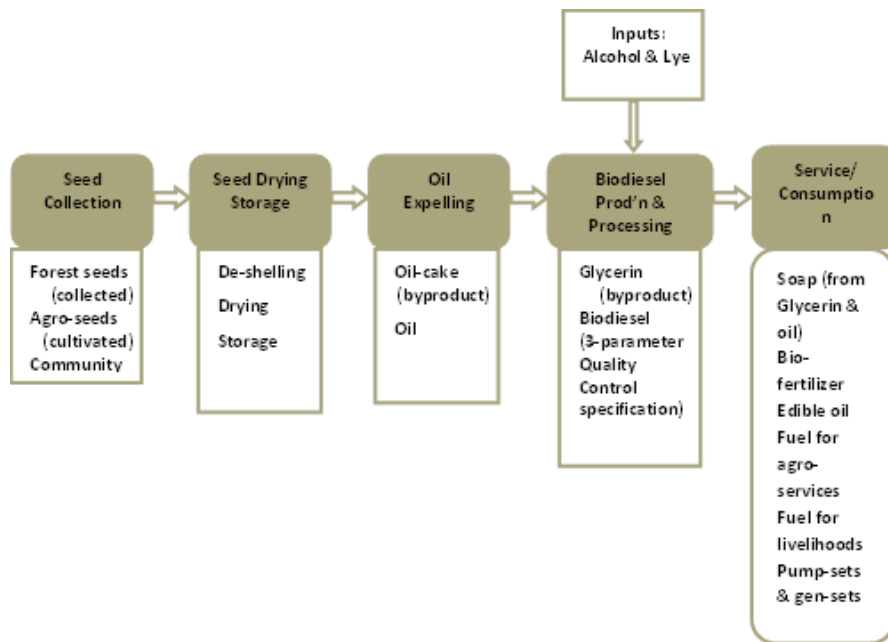 Inputs:
Alcohol & Lye
Seed
Collection
Seed Drying
Storage
Oil
Expelling
Biodiesel
Prod'n &
Processing
Service/
Consumptio
n
Forest seeds
(collected)
Agro-seeds
(cultivated)
Community
De-shelling
Drying
Storage
Oil-cake
(byproduct)
Oil
Glycerin
(byproduct)
Biodiesel
(3-parameter
Quality
Control
specification)
Soap (from
Glycerin &
oil)
Bio-
fertilizer
Edible oil
Fuel for
agro-
services
Fuel for
livelihoods
Pump-sets
& gen-sets